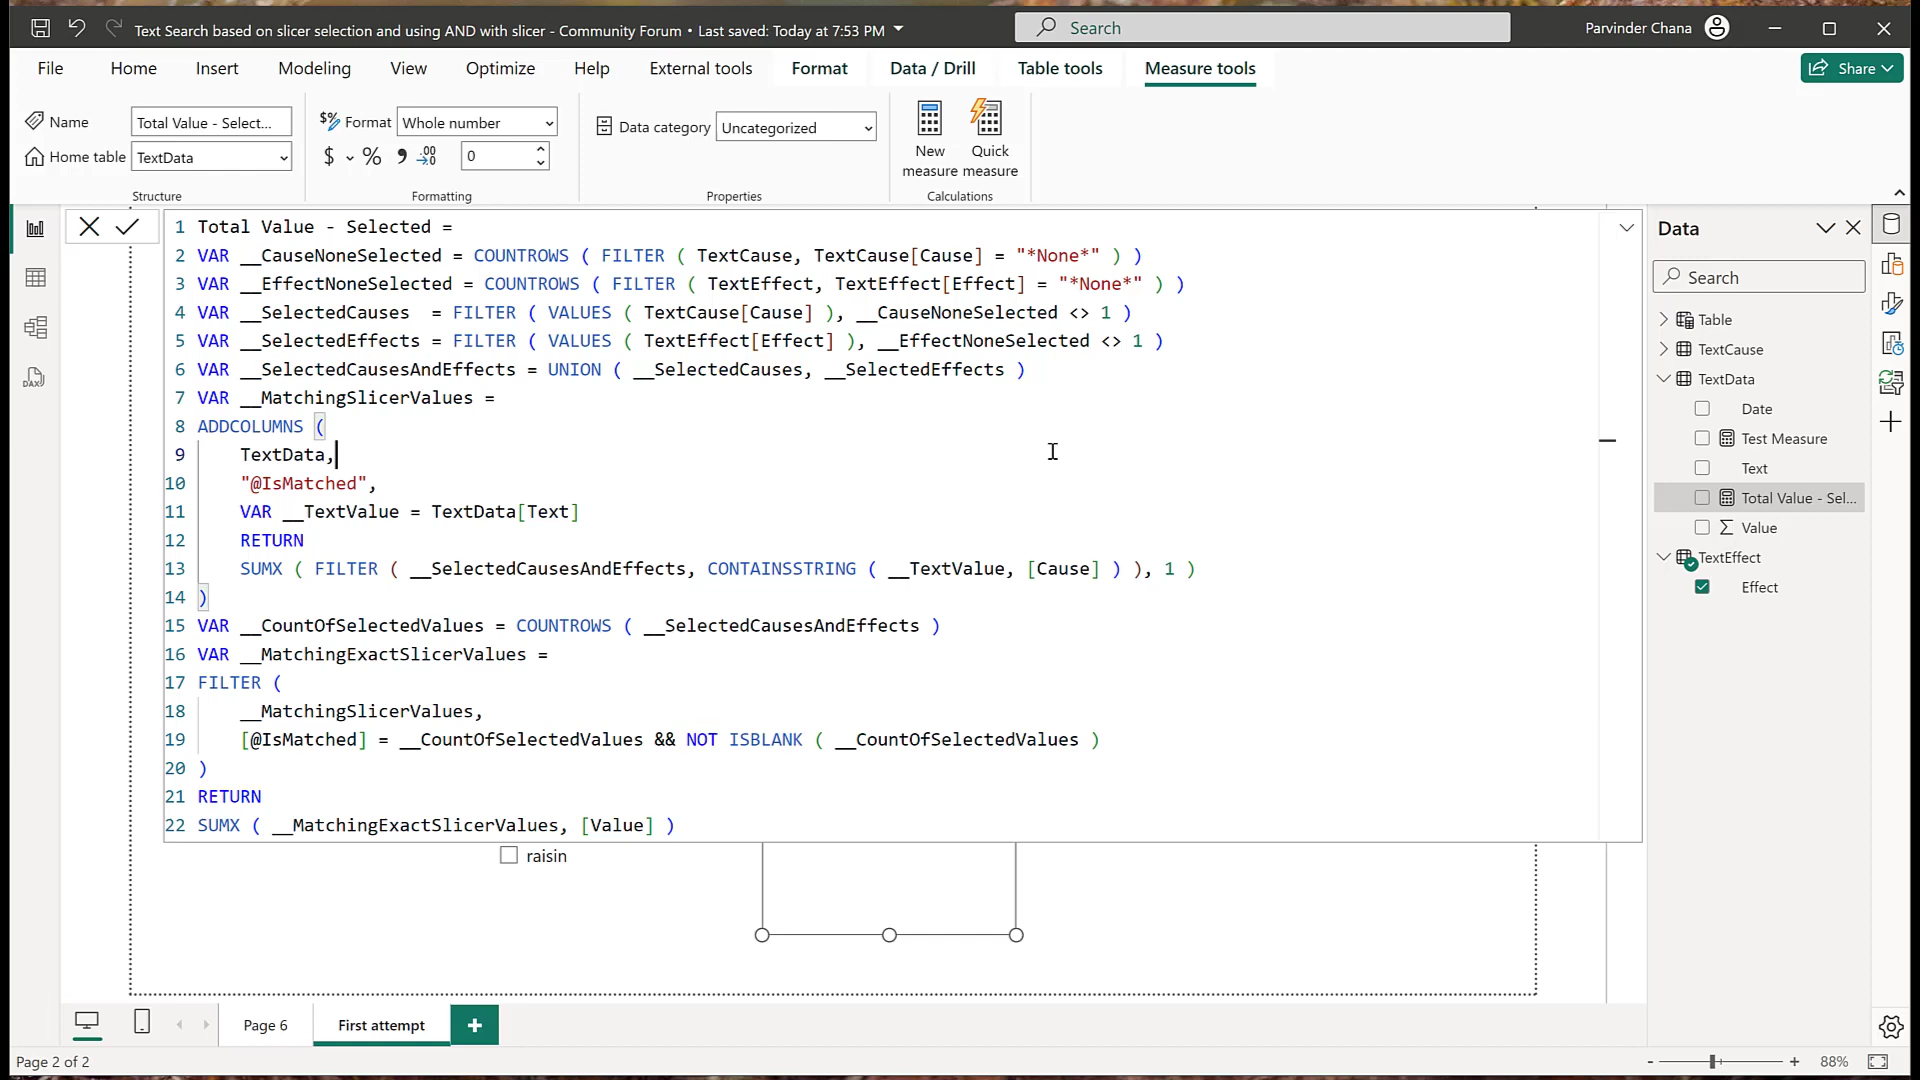 Text Search based on slicer selection and using AND with slicer - Community Forum • Last saved: Today at 7:53 PM
Search
Parvinder Chana
File
Home
Insert
Modeling
View
Optimize
Help
External tools
Format
Data / Drill
Table tools
Measure tools
Share
Name
Total Value - Select...
Home table
TextData
Structure
Format
Whole number
$
%
0
Formatting
Data category
Uncategorized
Properties
New measure
Quick measure
Calculations
1 Total Value - Selected =
2 VAR __CauseNoneSelected = COUNTROWS ( FILTER ( TextCause, TextCause[Cause] = "*None*" ) )
3 VAR __EffectNoneSelected = COUNTROWS ( FILTER ( TextEffect, TextEffect[Effect] = "*None*" ) )
4 VAR __SelectedCauses  = FILTER ( VALUES ( TextCause[Cause] ), __CauseNoneSelected <> 1 )
5 VAR __SelectedEffects = FILTER ( VALUES ( TextEffect[Effect] ), __EffectNoneSelected <> 1 )
6 VAR __SelectedCausesAndEffects = UNION ( __SelectedCauses, __SelectedEffects )
7 VAR __MatchingSlicerValues =
8 ADDCOLUMNS (
9     TextData,
10     "@IsMatched",
11     VAR __TextValue = TextData[Text]
12     RETURN
13     SUMX ( FILTER ( __SelectedCausesAndEffects, CONTAINSSTRING ( __TextValue, [Cause] ) ), 1 )
14 )
15 VAR __CountOfSelectedValues = COUNTROWS ( __SelectedCausesAndEffects )
16 VAR __MatchingExactSlicerValues =
17 FILTER (
18     __MatchingSlicerValues,
19     [@IsMatched] = __CountOfSelectedValues && NOT ISBLANK ( __CountOfSelectedValues )
20 )
21 RETURN
22 SUMX ( __MatchingExactSlicerValues, [Value] )
raisin
Data
Search
Table
TextCause
TextData
Date
Test Measure
Text
Total Value - Sel...
Value
TextEffect
Effect
DAX
Page 6
First attempt
+
Page 2 of 2
- + 88%